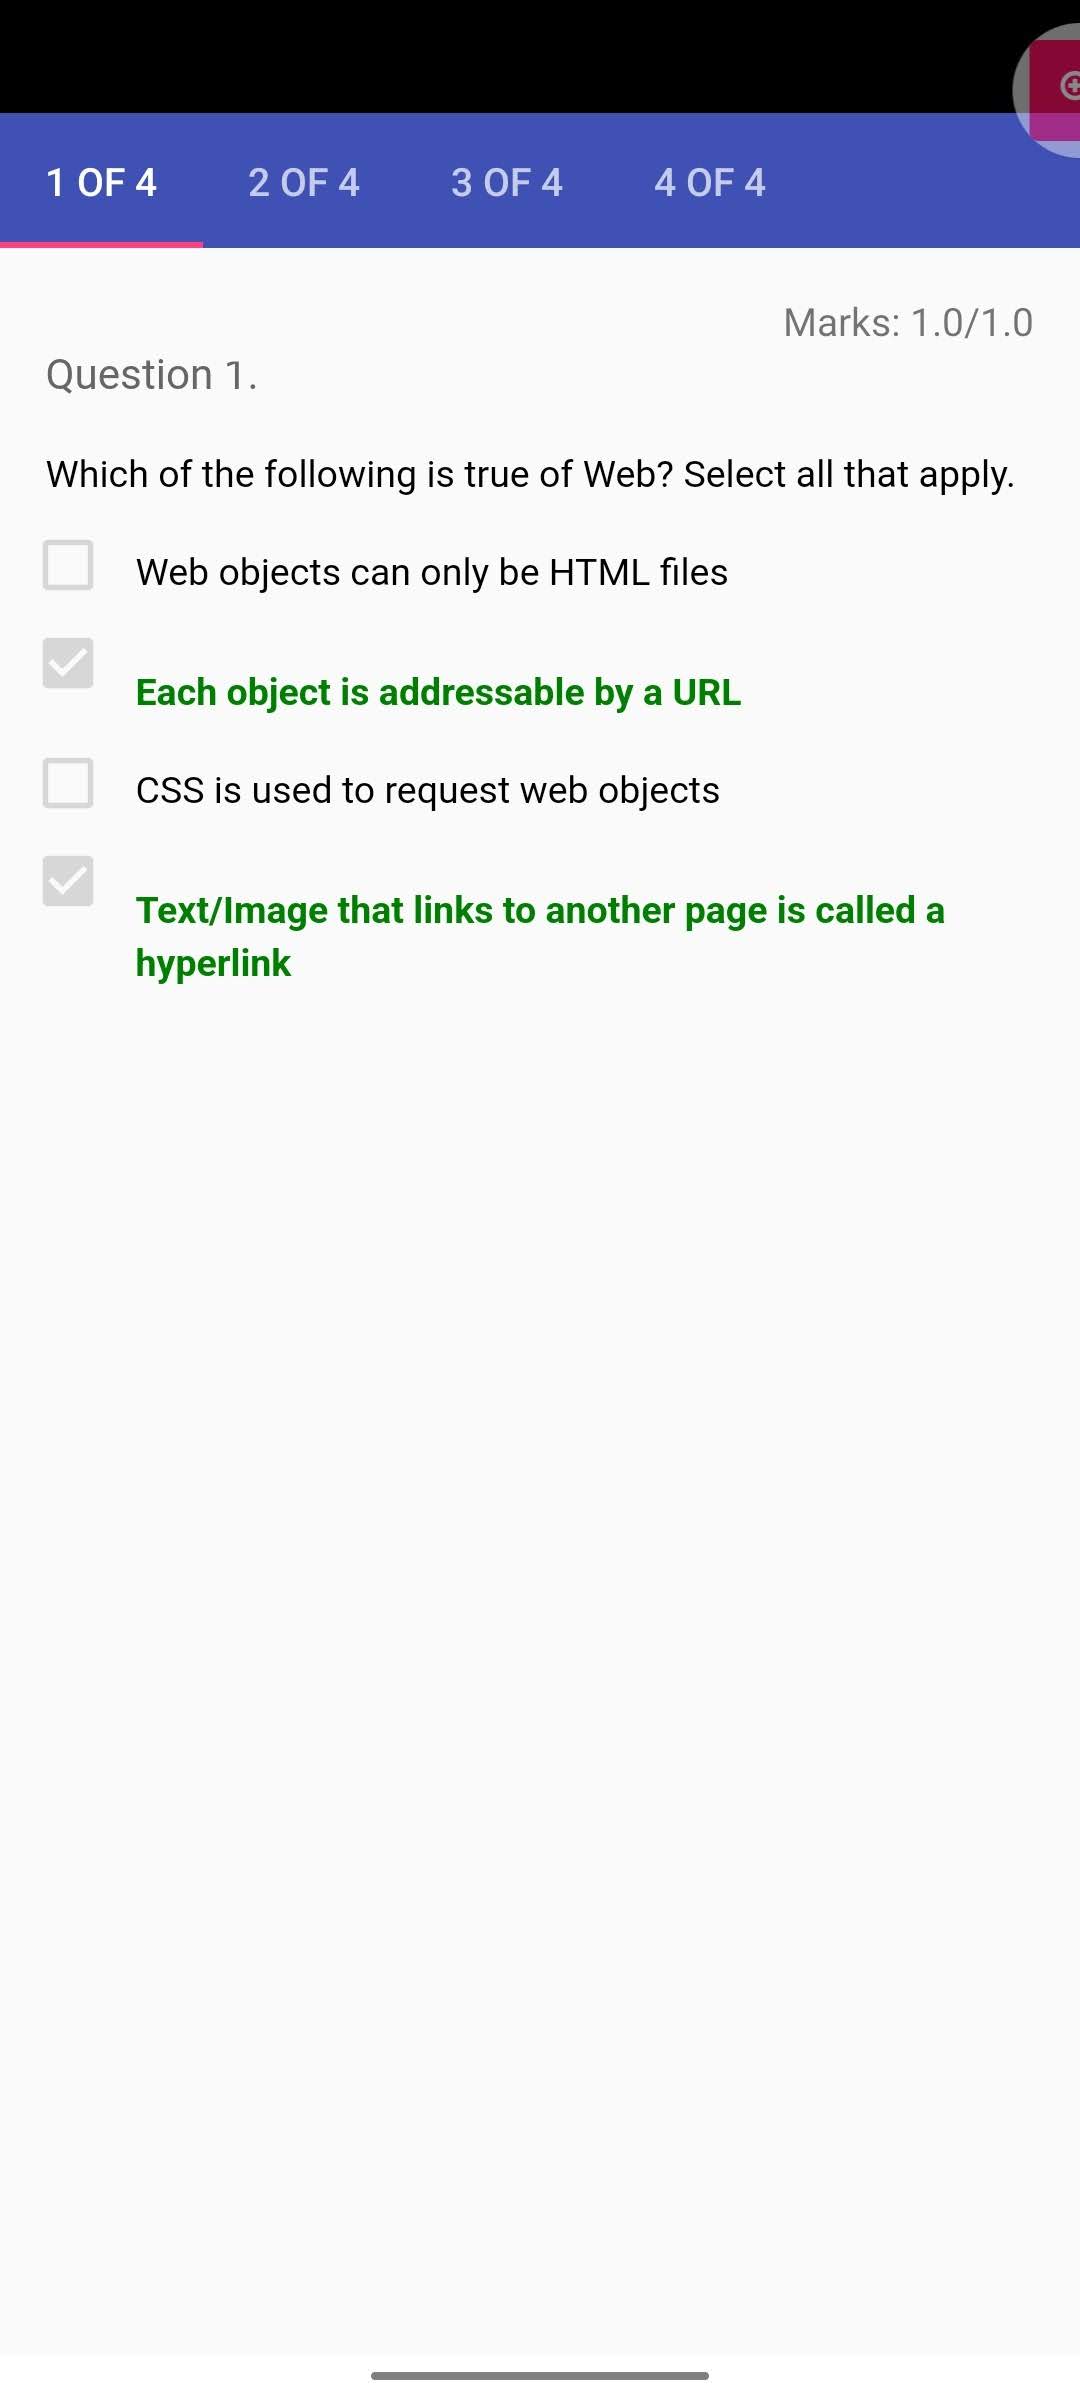 1 OF 4 2 OF 4 3 OF 4 4 OF 4
Marks: 1.0/1.0
Question 1.
Which of the following is true of Web? Select all that apply.
Web objects can only be HTML files
Each object is addressable by a URL
CSS is used to request web objects
Text/Image that links to another page is called a
hyperlink